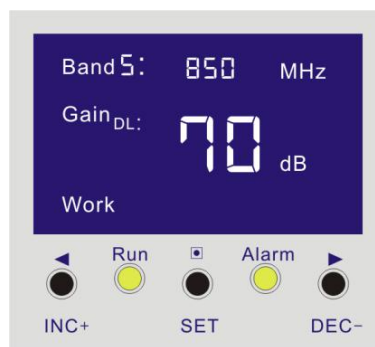 Band 5: 850 MHz
Gain DL: 70 dB
Work
Run Alarm
INC+ SET DEC-